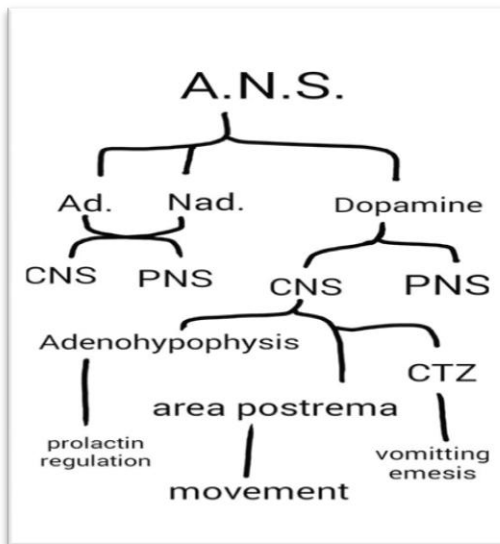 A.N.S.
Ad. Nad. Dopamine
CNS PNS CNS PNS
Adenohypophysis
CTZ
area postrema
prolactin
regulation
vomitting
emesis
movement